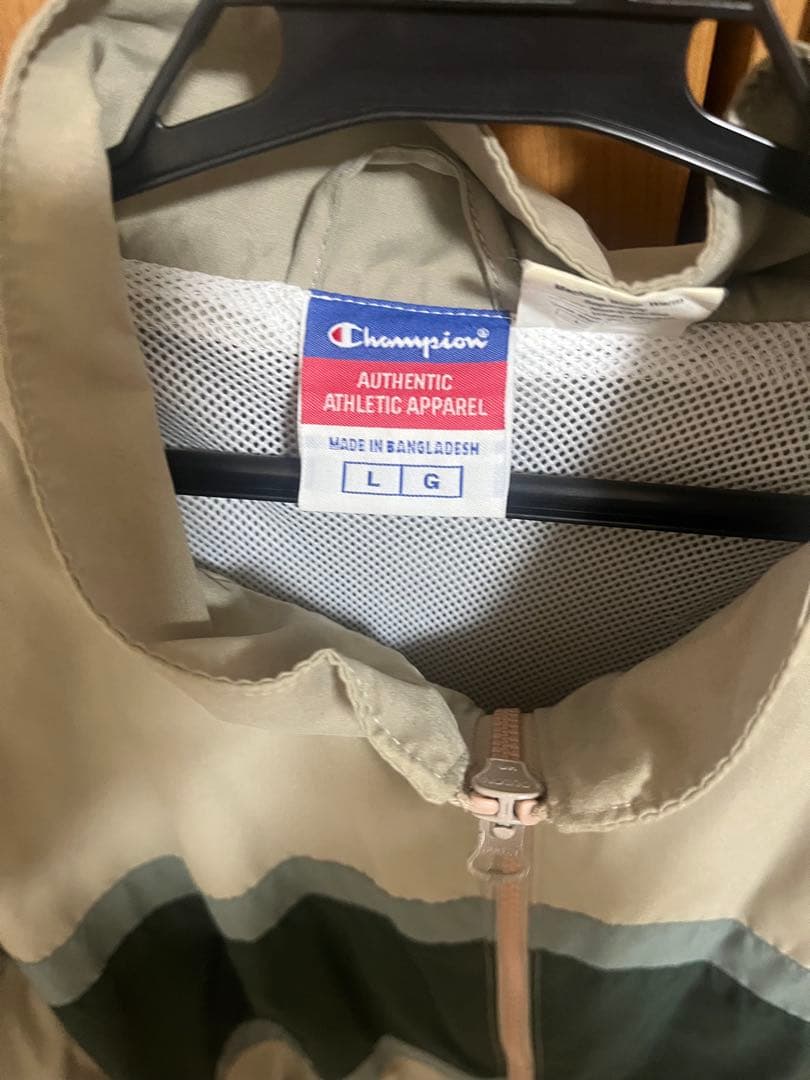 Champion®
AUTHENTIC
ATHLETIC APPAREL
MADE IN BANGLADESH
L G